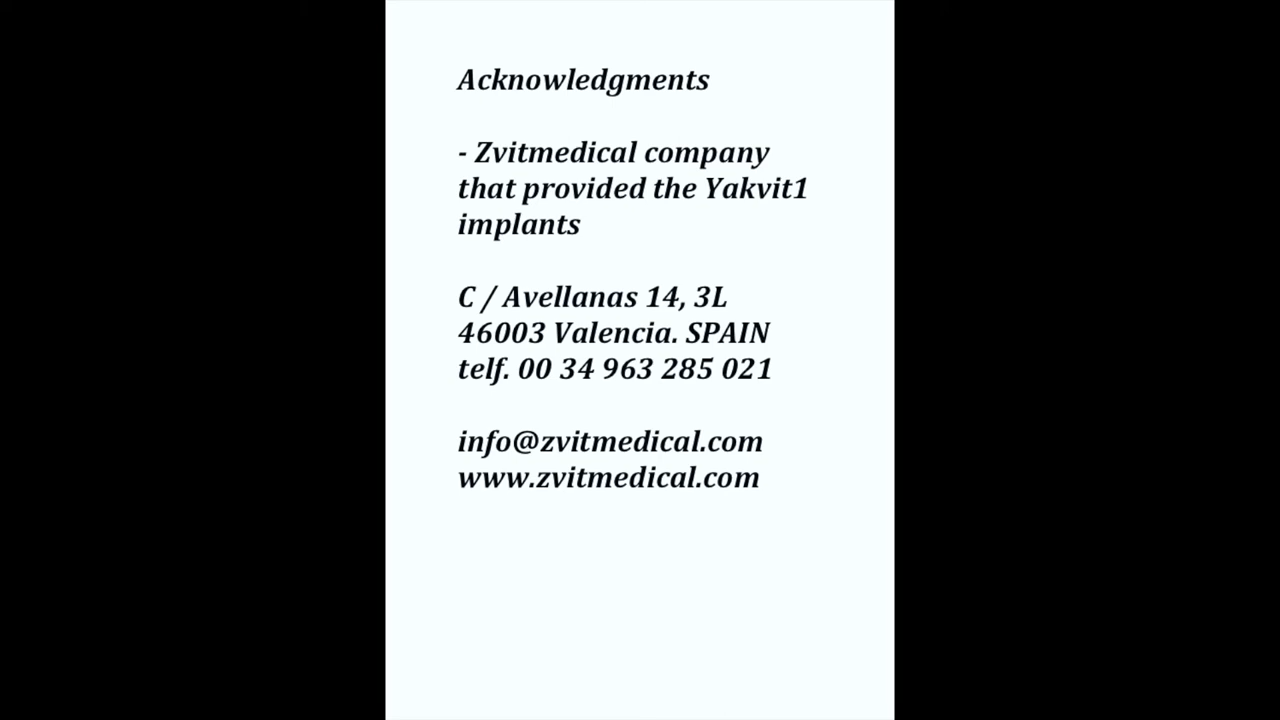 Acknowledgments
- Zvitmedical company
that provided the Yakvit1
implants
C / Avellanas 14, 3L
46003 Valencia. SPAIN
telf. 00 34 963 285 021
info@zvitmedical.com
www.zvitmedical.com